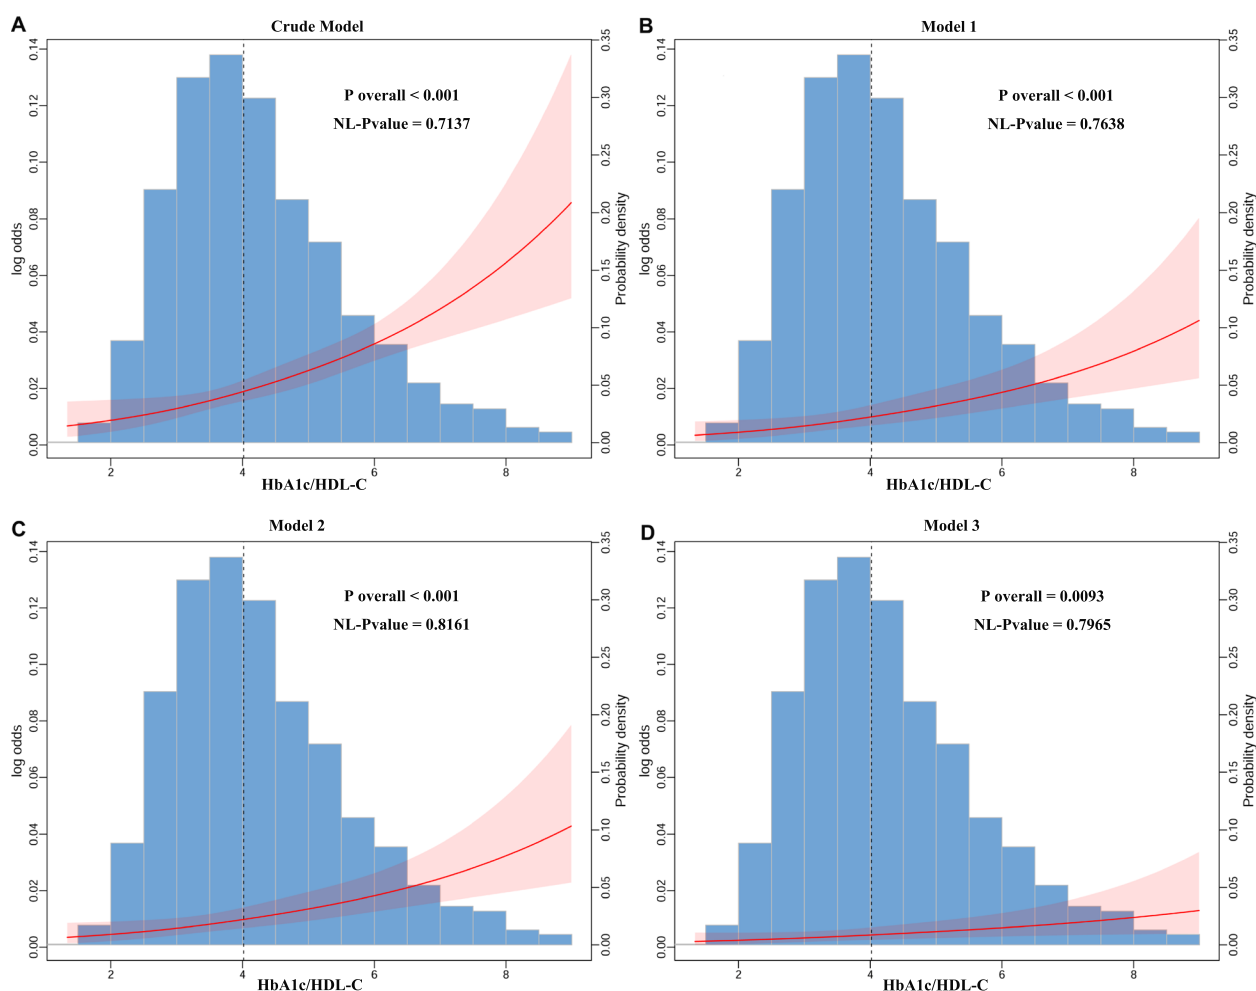 A
Crude Model
0.14
0.12
0.10
0.08
0.06
0.04
0.02
0.00
log odds
P overall < 0.001
NL-Pvalue = 0.7137
0.35
0.30
0.25
0.20
0.15
0.10
0.05
0.00
Probability density
2
4
6
8
HbA1c/HDL-C
B
Model 1
0.14
0.12
0.10
0.08
0.06
0.04
0.02
0.00
log odds
P overall < 0.001
NL-Pvalue = 0.7638
0.35
0.30
0.25
0.20
0.15
0.10
0.05
0.00
Probability density
2
4
6
8
HbA1c/HDL-C
C
Model 2
0.14
0.12
0.10
0.08
0.06
0.04
0.02
0.00
log odds
P overall < 0.001
NL-Pvalue = 0.8161
0.35
0.30
0.25
0.20
0.15
0.10
0.05
0.00
Probability density
2
4
6
8
HbA1c/HDL-C
D
Model 3
0.14
0.12
0.10
0.08
0.06
0.04
0.02
0.00
log odds
P overall = 0.0093
NL-Pvalue = 0.7965
0.35
0.30
0.25
0.20
0.15
0.10
0.05
0.00
Probability density
2
4
6
8
HbA1c/HDL-C